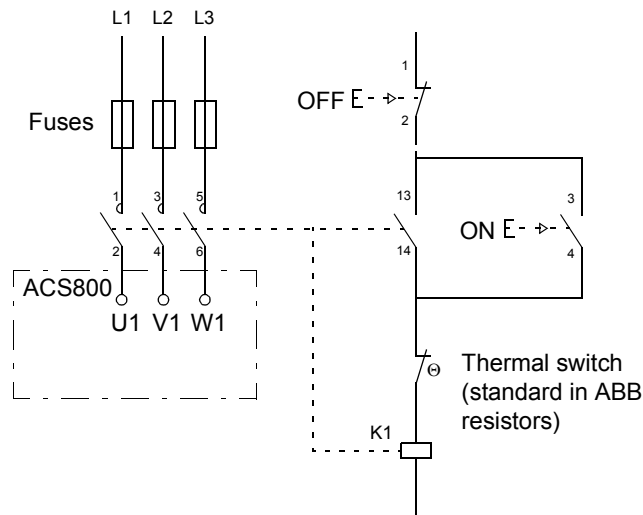 L1 L2 L3
1
OFF
2
Fuses
1 3 5
13
3
ON
2 4 6
14
4
ACS800
U1 V1 W1
Θ
Thermal switch
(standard in ABB
resistors)
K1